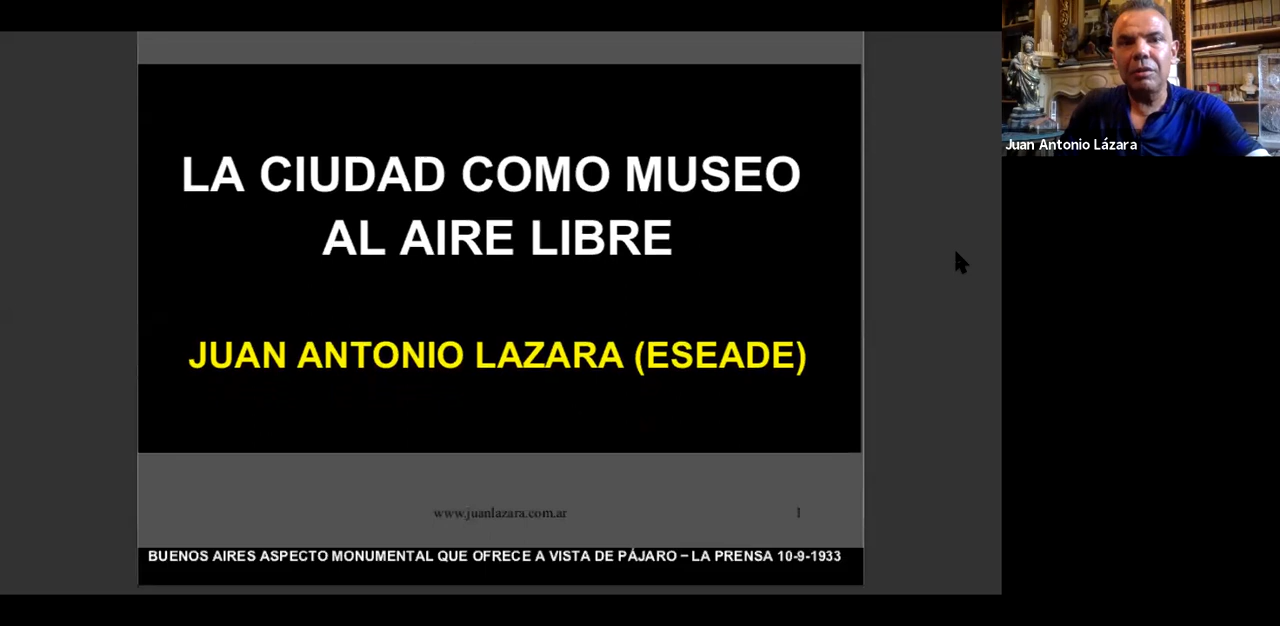 LA CIUDAD COMO MUSEO
AL AIRE LIBRE
JUAN ANTONIO LAZARA (ESEADE)
www.juanlazara.com.ar
1
BUENOS AIRES ASPECTO MONUMENTAL QUE OFRECE A VISTA DE PÁJARO – LA PRENSA 10-9-1933
Juan Antonio Lázara